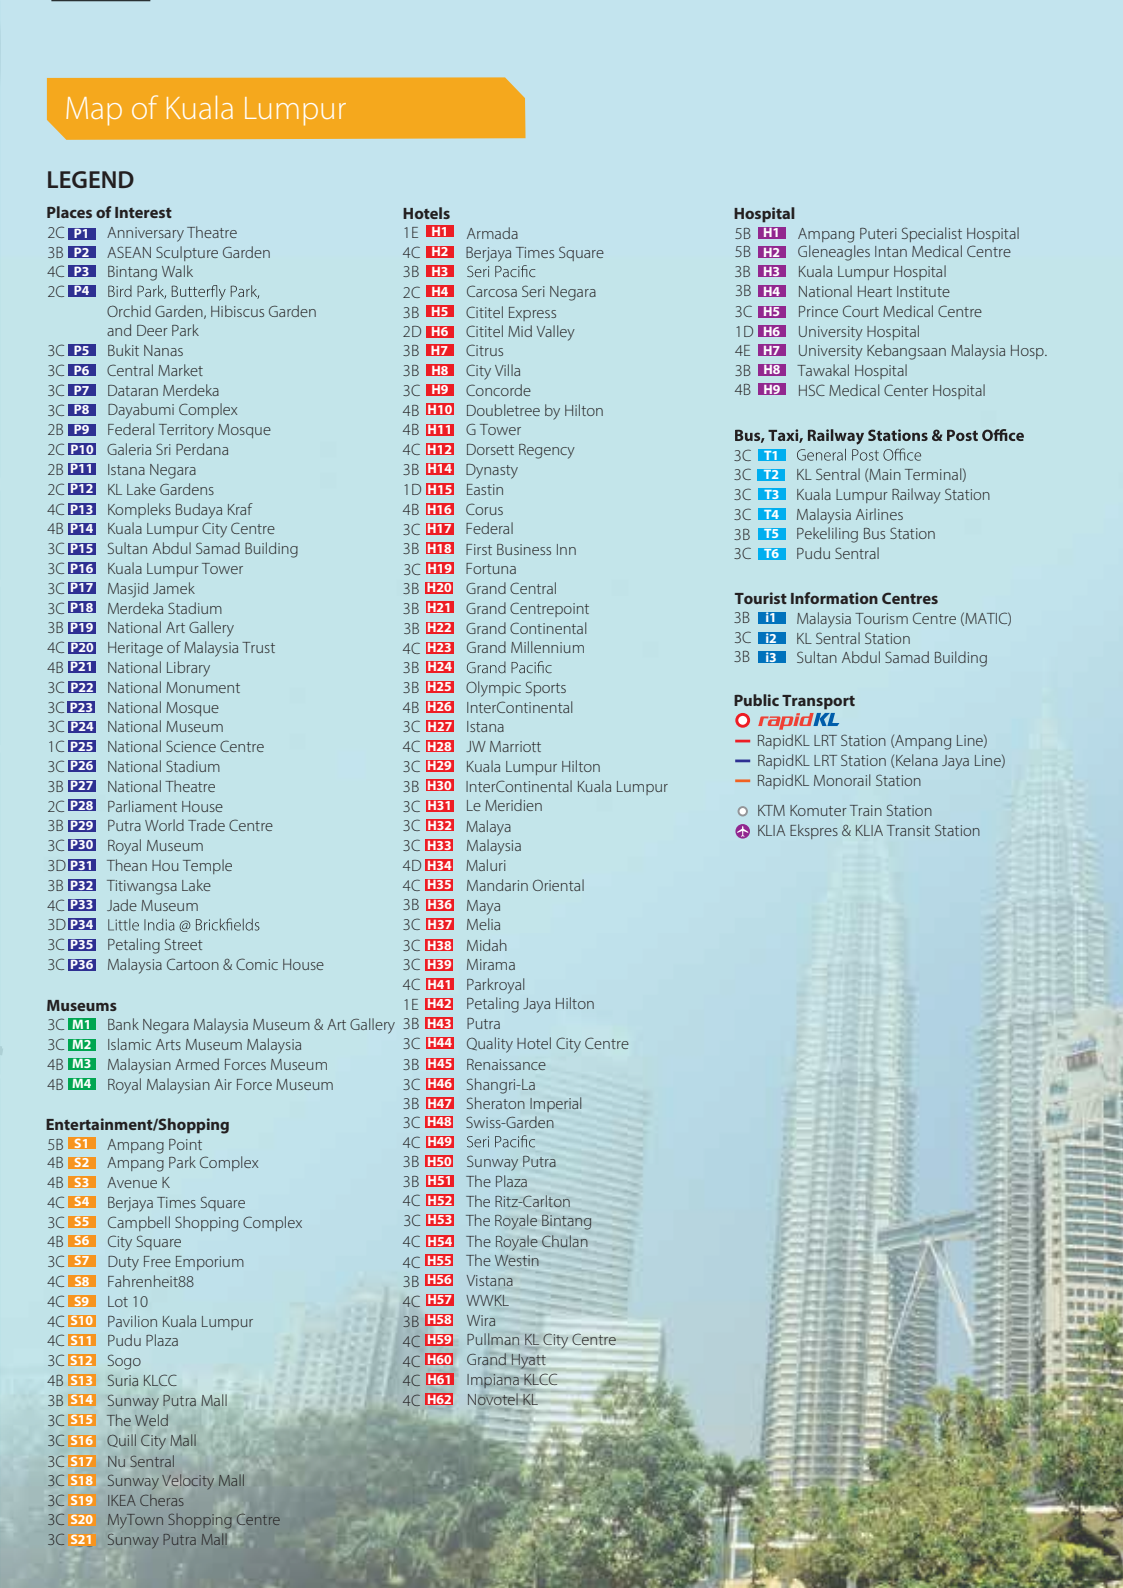 Map of Kuala Lumpur
LEGEND
Places of Interest
2C P1 Anniversary Theatre
3B P2 ASEAN Sculpture Garden
4C P3 Bintang Walk
2C P4 Bird Park, Butterfly Park,
Orchid Garden, Hibiscus Garden
and Deer Park
3C P5 Bukit Nanas
3C P6 Central Market
3C P7 Dataran Merdeka
3C P8 Dayabumi Complex
2B P9 Federal Territory Mosque
2C P10 Galeria Sri Perdana
2B P11 Istana Negara
2C P12 KL Lake Gardens
4C P13 Kompleks Budaya Kraf
4B P14 Kuala Lumpur City Centre
3C P15 Sultan Abdul Samad Building
3C P16 Kuala Lumpur Tower
3C P17 Masjid Jamek
3C P18 Merdeka Stadium
3B P19 National Art Gallery
4C P20 Heritage of Malaysia Trust
4B P21 National Library
3C P22 National Monument
3C P23 National Mosque
3C P24 National Museum
1C P25 National Science Centre
3C P26 National Stadium
3B P27 National Theatre
2C P28 Parliament House
3B P29 Putra World Trade Centre
3C P30 Royal Museum
3D P31 Thean Hou Temple
3B P32 Titiwangsa Lake
4C P33 Jade Museum
3D P34 Little India @ Brickfields
3C P35 Petaling Street
3C P36 Malaysia Cartoon & Comic House
Museums
3C M1 Bank Negara Malaysia Museum & Art Gallery
3C M2 Islamic Arts Museum Malaysia
4B M3 Malaysian Armed Forces Museum
4B M4 Royal Malaysian Air Force Museum
Entertainment/Shopping
5B S1 Ampang Point
4B S2 Ampang Park Complex
4B S3 Avenue K
4C S4 Berjaya Times Square
3C S5 Campbell Shopping Complex
4B S6 City Square
3C S7 Duty Free Emporium
4C S8 Fahrenheit88
4C S9 Lot 10
4C S10 Pavilion Kuala Lumpur
4C S11 Pudu Plaza
3C S12 Sogo
4B S13 Suria KLCC
3B S14 Sunway Putra Mall
3C S15 The Weld
3C S16 Quill City Mall
3C S17 Nu Sentral
3C S18 Sunway Velocity Mall
3C S19 IKEA Cheras
3C S20 MyTown Shopping Centre
3C S21 Sunway Putra Mall
Hotels
1E H1 Armada
4C H2 Berjaya Times Square
3B H3 Seri Pacific
2C H4 Carcosa Seri Negara
3B H5 Cititel Express
2D H6 Cititel Mid Valley
3B H7 Citrus
3B H8 City Villa
3C H9 Concorde
4B H10 Doubletree by Hilton
4B H11 G Tower
4C H12 Dorsett Regency
3B H14 Dynasty
1D H15 Eastin
4B H16 Corus
3C H17 Federal
3B H18 First Business Inn
3C H19 Fortuna
3B H20 Grand Central
3B H21 Grand Centrepoint
3B H22 Grand Continental
4C H23 Grand Millennium
3B H24 Grand Pacific
3B H25 Olympic Sports
4B H26 InterContinental
3C H27 Istana
4C H28 JW Marriott
3C H29 Kuala Lumpur Hilton
3B H30 InterContinental Kuala Lumpur
3C H31 Le Meridien
3C H32 Malaya
3C H33 Malaysia
4D H34 Maluri
4C H35 Mandarin Oriental
3B H36 Maya
3C H37 Melia
3C H38 Midah
3C H39 Mirama
4C H41 Parkroyal
1E H42 Petaling Jaya Hilton
3B H43 Putra
3C H44 Quality Hotel City Centre
3B H45 Renaissance
3C H46 Shangri-La
3B H47 Sheraton Imperial
3C H48 Swiss-Garden
4C H49 Seri Pacific
3B H50 Sunway Putra
3B H51 The Plaza
4C H52 The Ritz-Carlton
3C H53 The Royale Bintang
4C H54 The Royale Chulan
4C H55 The Westin
3B H56 Vistana
4C H57 WWKL
3B H58 Wira
4C H59 Pullman KL City Centre
4C H60 Grand Hyatt
4C H61 Impiana KLCC
4C H62 Novotel KL
Hospital
5B H1 Ampang Puteri Specialist Hospital
5B H2 Gleneagles Intan Medical Centre
3B H3 Kuala Lumpur Hospital
3B H4 National Heart Institute
3C H5 Prince Court Medical Centre
1D H6 University Hospital
4E H7 University Kebangsaan Malaysia Hosp.
3B H8 Tawakal Hospital
4B H9 HSC Medical Center Hospital
Bus, Taxi, Railway Stations & Post Office
3C T1 General Post Office
3C T2 KL Sentral (Main Terminal)
3C T3 Kuala Lumpur Railway Station
3C T4 Malaysia Airlines
3B T5 Pekeliling Bus Station
3C T6 Pudu Sentral
Tourist Information Centres
3B i1 Malaysia Tourism Centre (MATIC)
3C i2 KL Sentral Station
3B i3 Sultan Abdul Samad Building
Public Transport
rapidKL
RapidKL LRT Station (Ampang Line)
RapidKL LRT Station (Kelana Jaya Line)
RapidKL Monorail Station
KTM Komuter Train Station
KLIA Ekspres & KLIA Transit Station